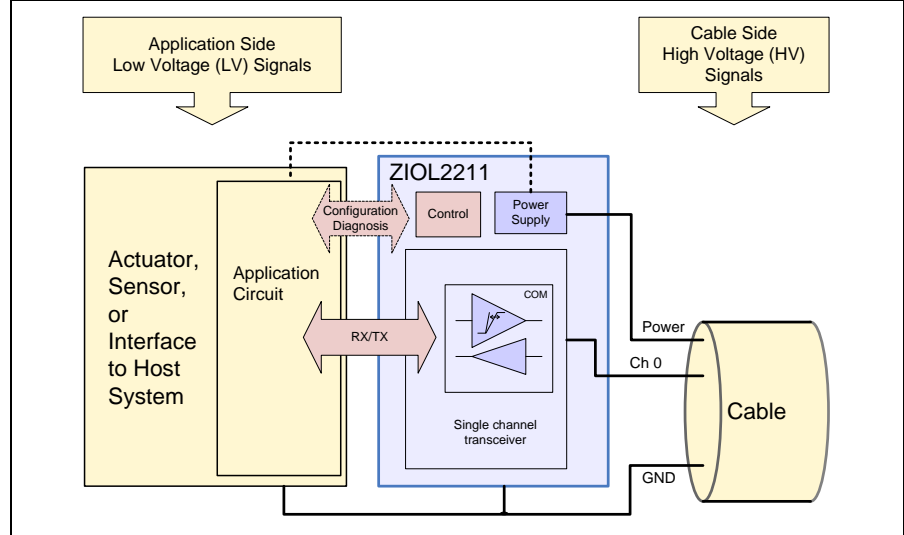 Application Side
Low Voltage (LV) Signals
Cable Side
High Voltage (HV)
Signals
ZIOL2211
Configuration
Diagnosis
Control
Power
Supply
Actuator,
Sensor,
or
Interface
to Host
System
Application
Circuit
RX/TX
COM
Single channel
transceiver
Power
Ch 0
GND
Cable